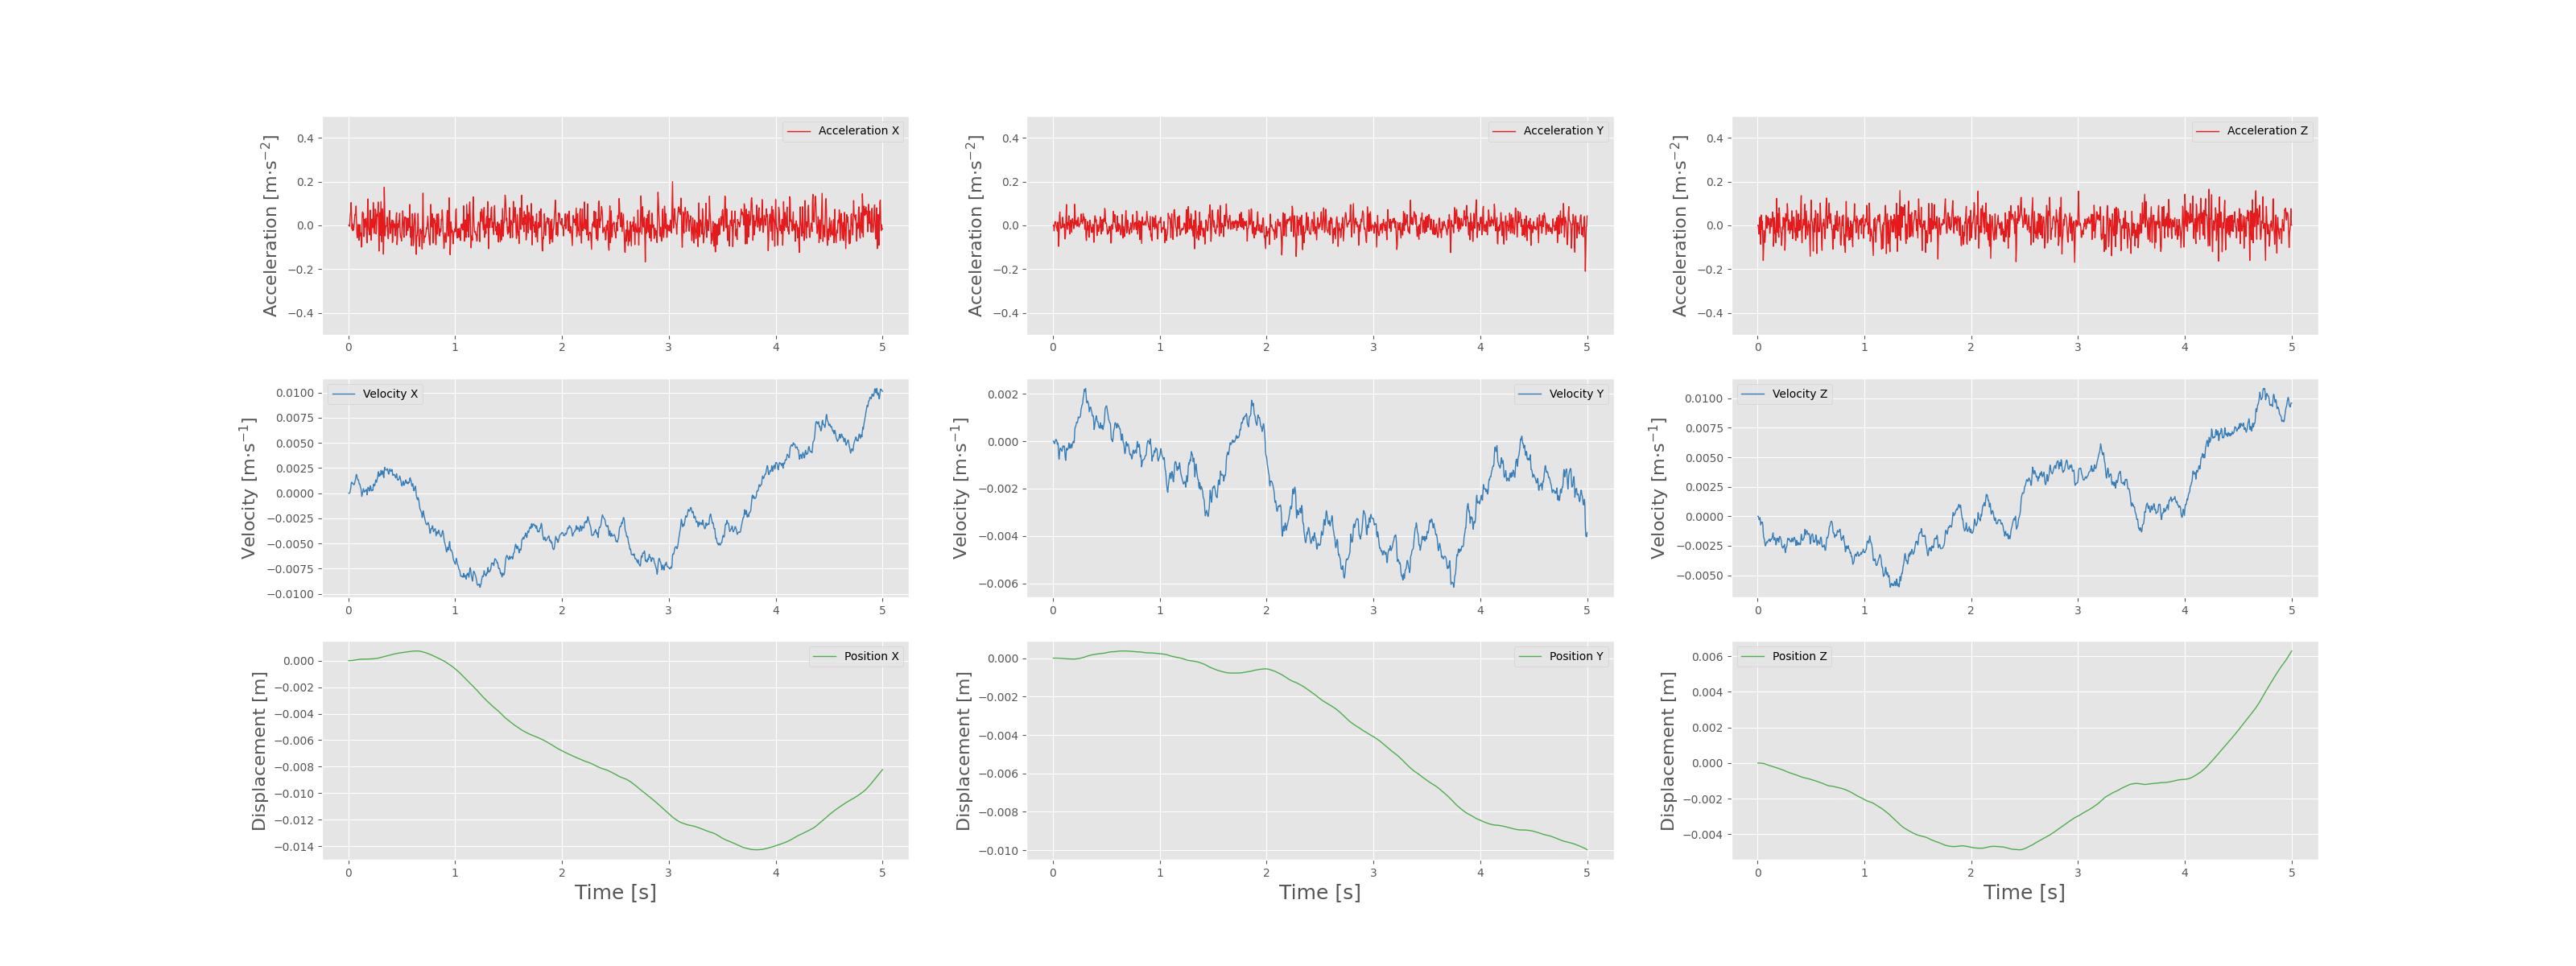 Acceleration [m·s⁻²]
0.4
0.2
0.0
−0.2
−0.4
Acceleration X
0 1 2 3 4 5
Acceleration [m·s⁻²]
0.4
0.2
0.0
−0.2
−0.4
Acceleration Y
0 1 2 3 4 5
Acceleration [m·s⁻²]
0.4
0.2
0.0
−0.2
−0.4
Acceleration Z
0 1 2 3 4 5
Velocity [m·s⁻¹]
0.0100
0.0075
0.0050
0.0025
0.0000
−0.0025
−0.0050
−0.0075
−0.0100
Velocity X
0 1 2 3 4 5
Velocity [m·s⁻¹]
0.002
0.000
−0.002
−0.004
−0.006
Velocity Y
0 1 2 3 4 5
Velocity [m·s⁻¹]
0.0100
0.0075
0.0050
0.0025
0.0000
−0.0025
−0.0050
Velocity Z
0 1 2 3 4 5
Displacement [m]
0.000
−0.002
−0.004
−0.006
−0.008
−0.010
−0.012
−0.014
Position X
0 1 2 3 4 5
Time [s]
Displacement [m]
0.000
−0.002
−0.004
−0.006
−0.008
−0.010
Position Y
0 1 2 3 4 5
Time [s]
Displacement [m]
0.006
0.004
0.002
0.000
−0.002
−0.004
Position Z
0 1 2 3 4 5
Time [s]